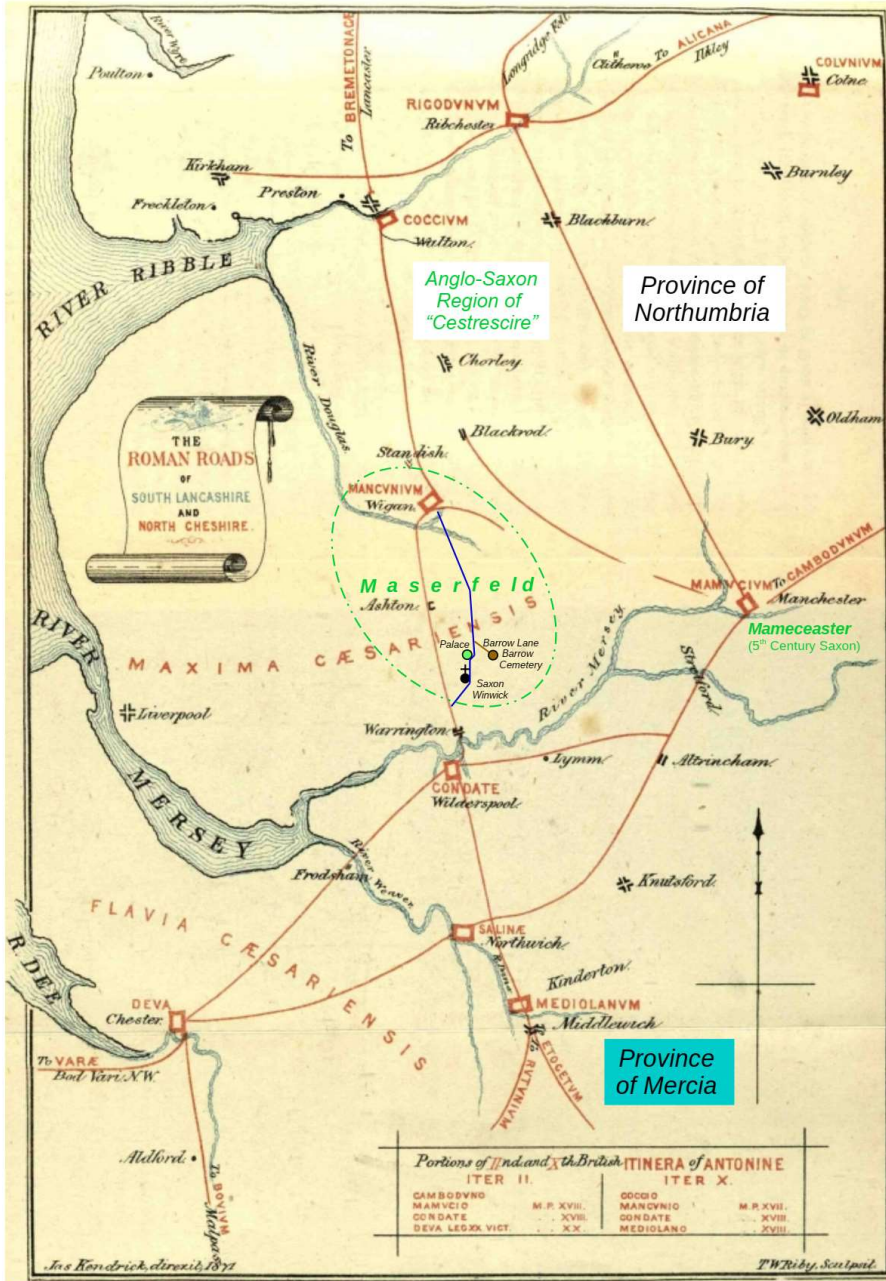 River Wyre
Poulton
To BREMETONACE
Lancaster
Longridge Fell
Clitheroe
To ALICANA
Ilkley
COLVNIVM
Colne
RIGODVNVM
Ribchester
Kirkham
Preston
Freckleton
Burnley
COCCIVM
Walton
Blackburn
RIVER RIBBLE
Anglo-Saxon
Region of
“Cestrescire”
Province of
Northumbria
River Douglas
Chorley
THE
ROMAN ROADS
OF
SOUTH LANCASHIRE
AND
NORTH CHESHIRE.
Blackrod
Oldham
Bury
Standish
MANCVNIVM
Wigan
Maserfeld
Ashton
MAMVCIVM
Manchester
To CAMBODVNVM
RIVER
MAXIMA CÆSARIENSIS
Palace
Barrow Lane
Barrow
Cemetery
Mameceaster
(5th Century Saxon)
River Mersey
Stretford
Saxon
Winwick
Liverpool
Warrington
Lymm
Altrincham
CONDATE
Wilderspool
MERSEY
Frodsham
River Weaver
Knutsford
FLAVIA CÆSARIENSIS
SALINÆ
Northwich
R. DEE
R. Dane
Kinderton
DEVA
Chester
MEDIOLANVM
Middlewich
To VARÆ
Bod Vari N.W.
To RVTVNIVM
ETOCETVM
Province
of Mercia
Aldford
To BOVIVM
Malpas
Portions of IInd and Xth British ITINERA of ANTONINE
ITER II.
ITER X.
CAMBODVNO
COCCIO
MAMVCIO M.P. XVIII.
MANCVNIO M.P. XVII.
CONDATE . . XVIII.
CONDATE . . XVIII.
DEVA LEG.XX.VICT. . . XX.
MEDIOLANO . . XVIII.
Jas Kendrick, direxit, 1871
T.W. Riby, Sculpsit.